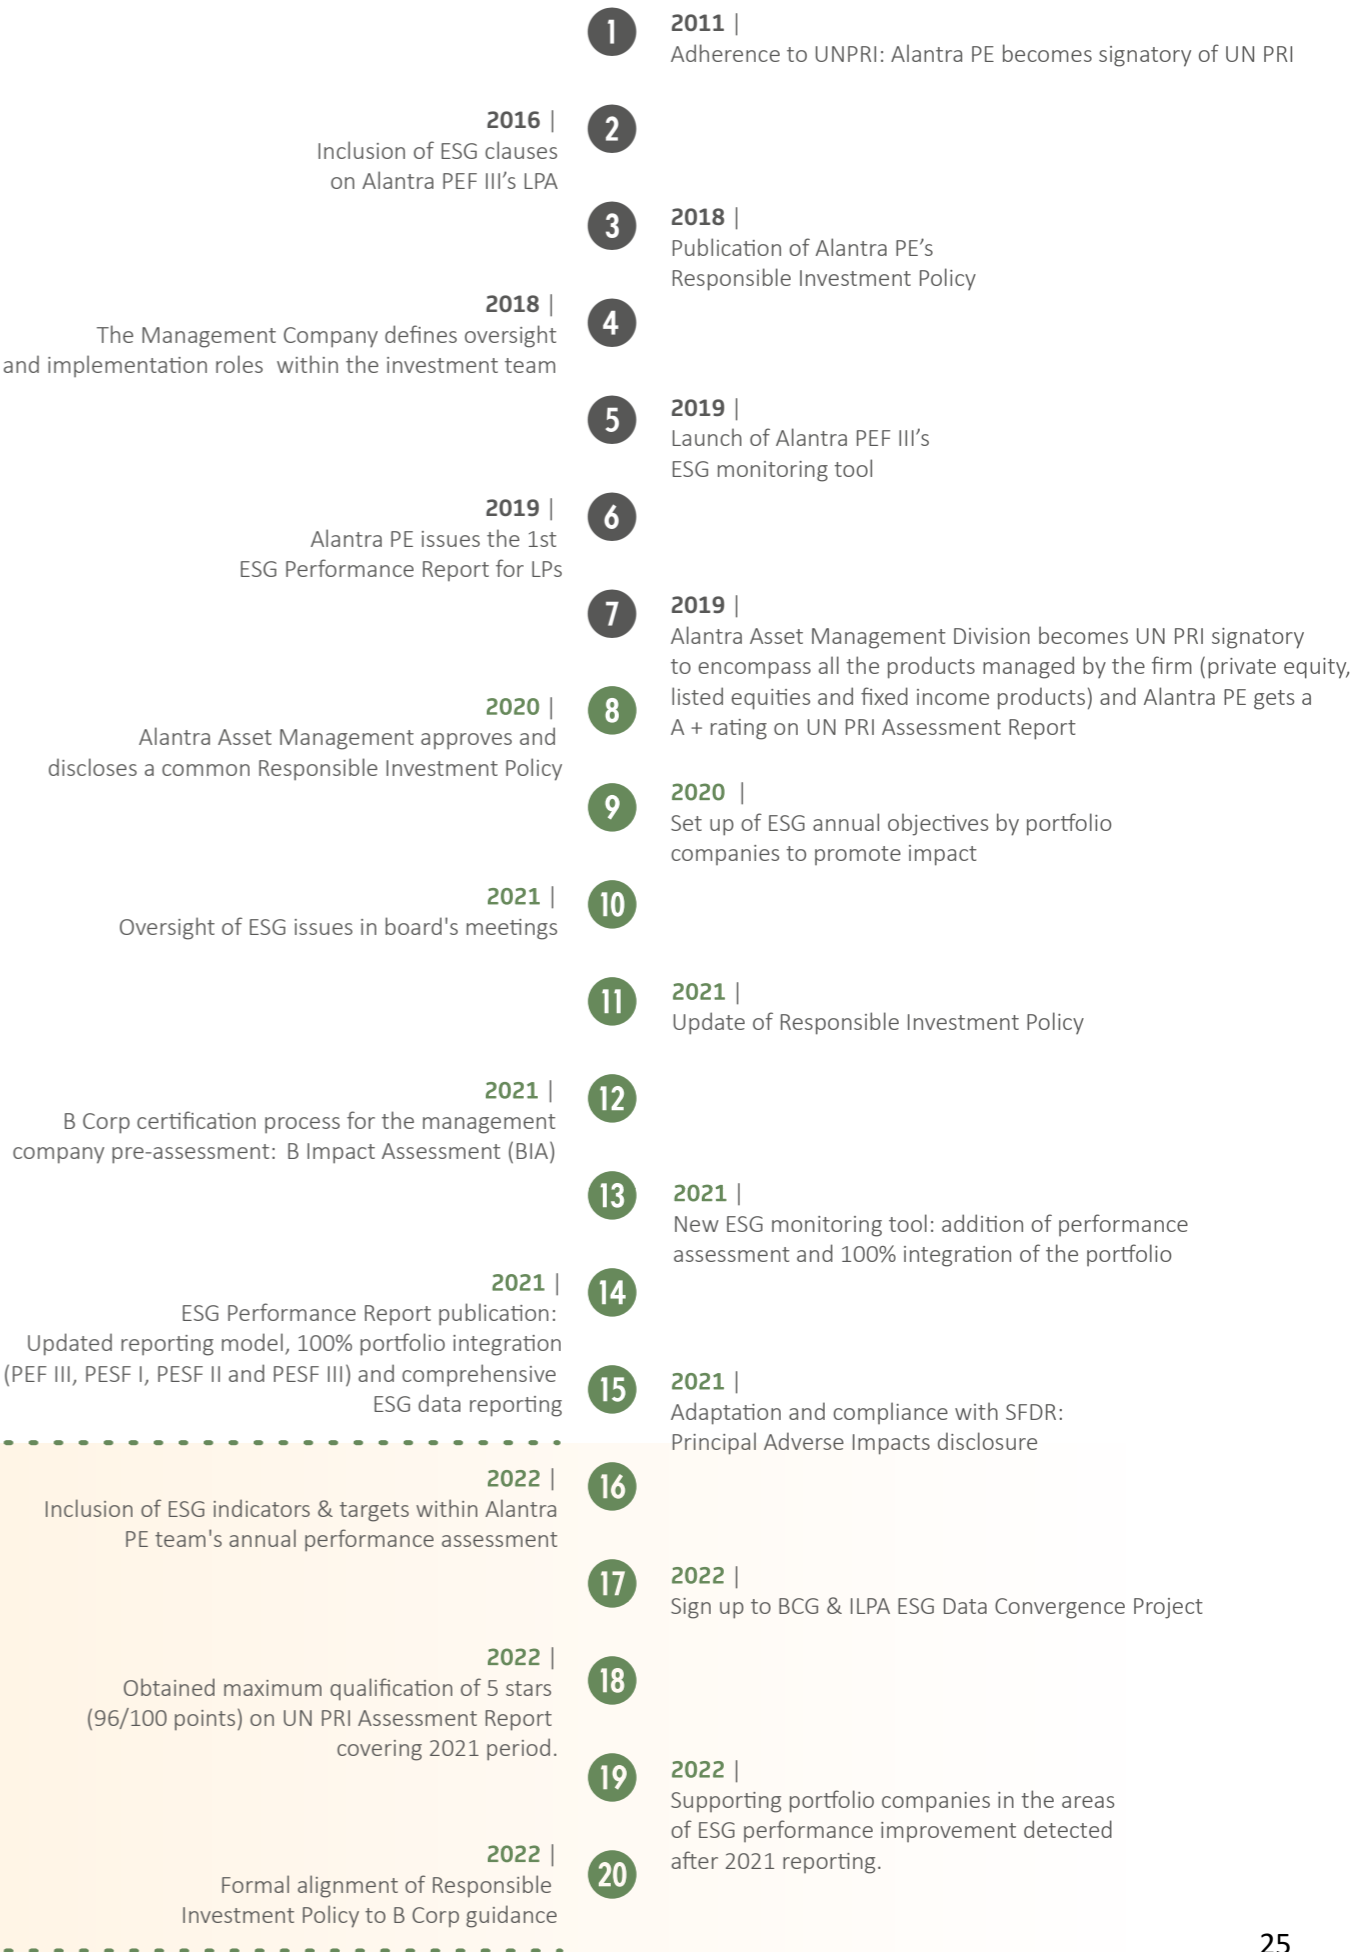 1
2011 |
Adherence to UNPRI: Alantra PE becomes signatory of UN PRI
2
2016 |
Inclusion of ESG clauses
on Alantra PEF III’s LPA
3
2018 |
Publication of Alantra PE’s
Responsible Investment Policy
4
2018 |
The Management Company defines oversight
and implementation roles within the investment team
5
2019 |
Launch of Alantra PEF III’s
ESG monitoring tool
6
2019 |
Alantra PE issues the 1st
ESG Performance Report for LPs
7
2019 |
Alantra Asset Management Division becomes UN PRI signatory
to encompass all the products managed by the firm (private equity,
listed equities and fixed income products) and Alantra PE gets a
A + rating on UN PRI Assessment Report
8
2020 |
Alantra Asset Management approves and
discloses a common Responsible Investment Policy
9
2020 |
Set up of ESG annual objectives by portfolio
companies to promote impact
10
2021 |
Oversight of ESG issues in board's meetings
11
2021 |
Update of Responsible Investment Policy
12
2021 |
B Corp certification process for the management
company pre-assessment: B Impact Assessment (BIA)
13
2021 |
New ESG monitoring tool: addition of performance
assessment and 100% integration of the portfolio
14
2021 |
ESG Performance Report publication:
Updated reporting model, 100% portfolio integration
(PEF III, PESF I, PESF II and PESF III) and comprehensive
ESG data reporting
15
2021 |
Adaptation and compliance with SFDR:
Principal Adverse Impacts disclosure
16
2022 |
Inclusion of ESG indicators & targets within Alantra
PE team's annual performance assessment
17
2022 |
Sign up to BCG & ILPA ESG Data Convergence Project
18
2022 |
Obtained maximum qualification of 5 stars
(96/100 points) on UN PRI Assessment Report
covering 2021 period.
19
2022 |
Supporting portfolio companies in the areas
of ESG performance improvement detected
after 2021 reporting.
20
2022 |
Formal alignment of Responsible
Investment Policy to B Corp guidance
25